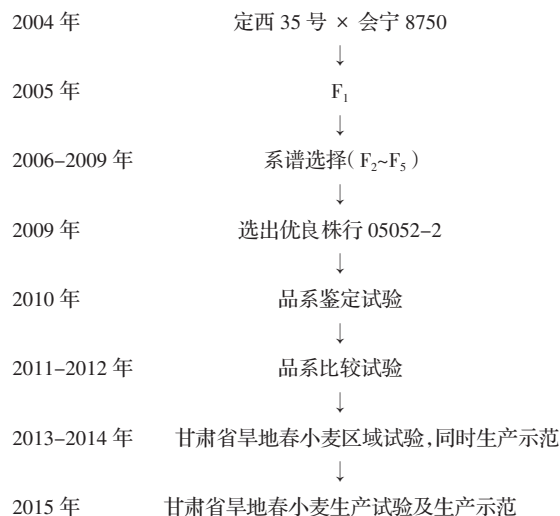 2004 年 定西 35 号 × 会宁 8750
↓
2005 年 F₁
↓
2006–2009 年 系谱选择( F₂~F₅ )
↓
2009 年 选出优良株行 05052–2
↓
2010 年 品系鉴定试验
↓
2011–2012 年 品系比较试验
↓
2013–2014 年 甘肃省旱地春小麦区域试验,同时生产示范
↓
2015 年 甘肃省旱地春小麦生产试验及生产示范